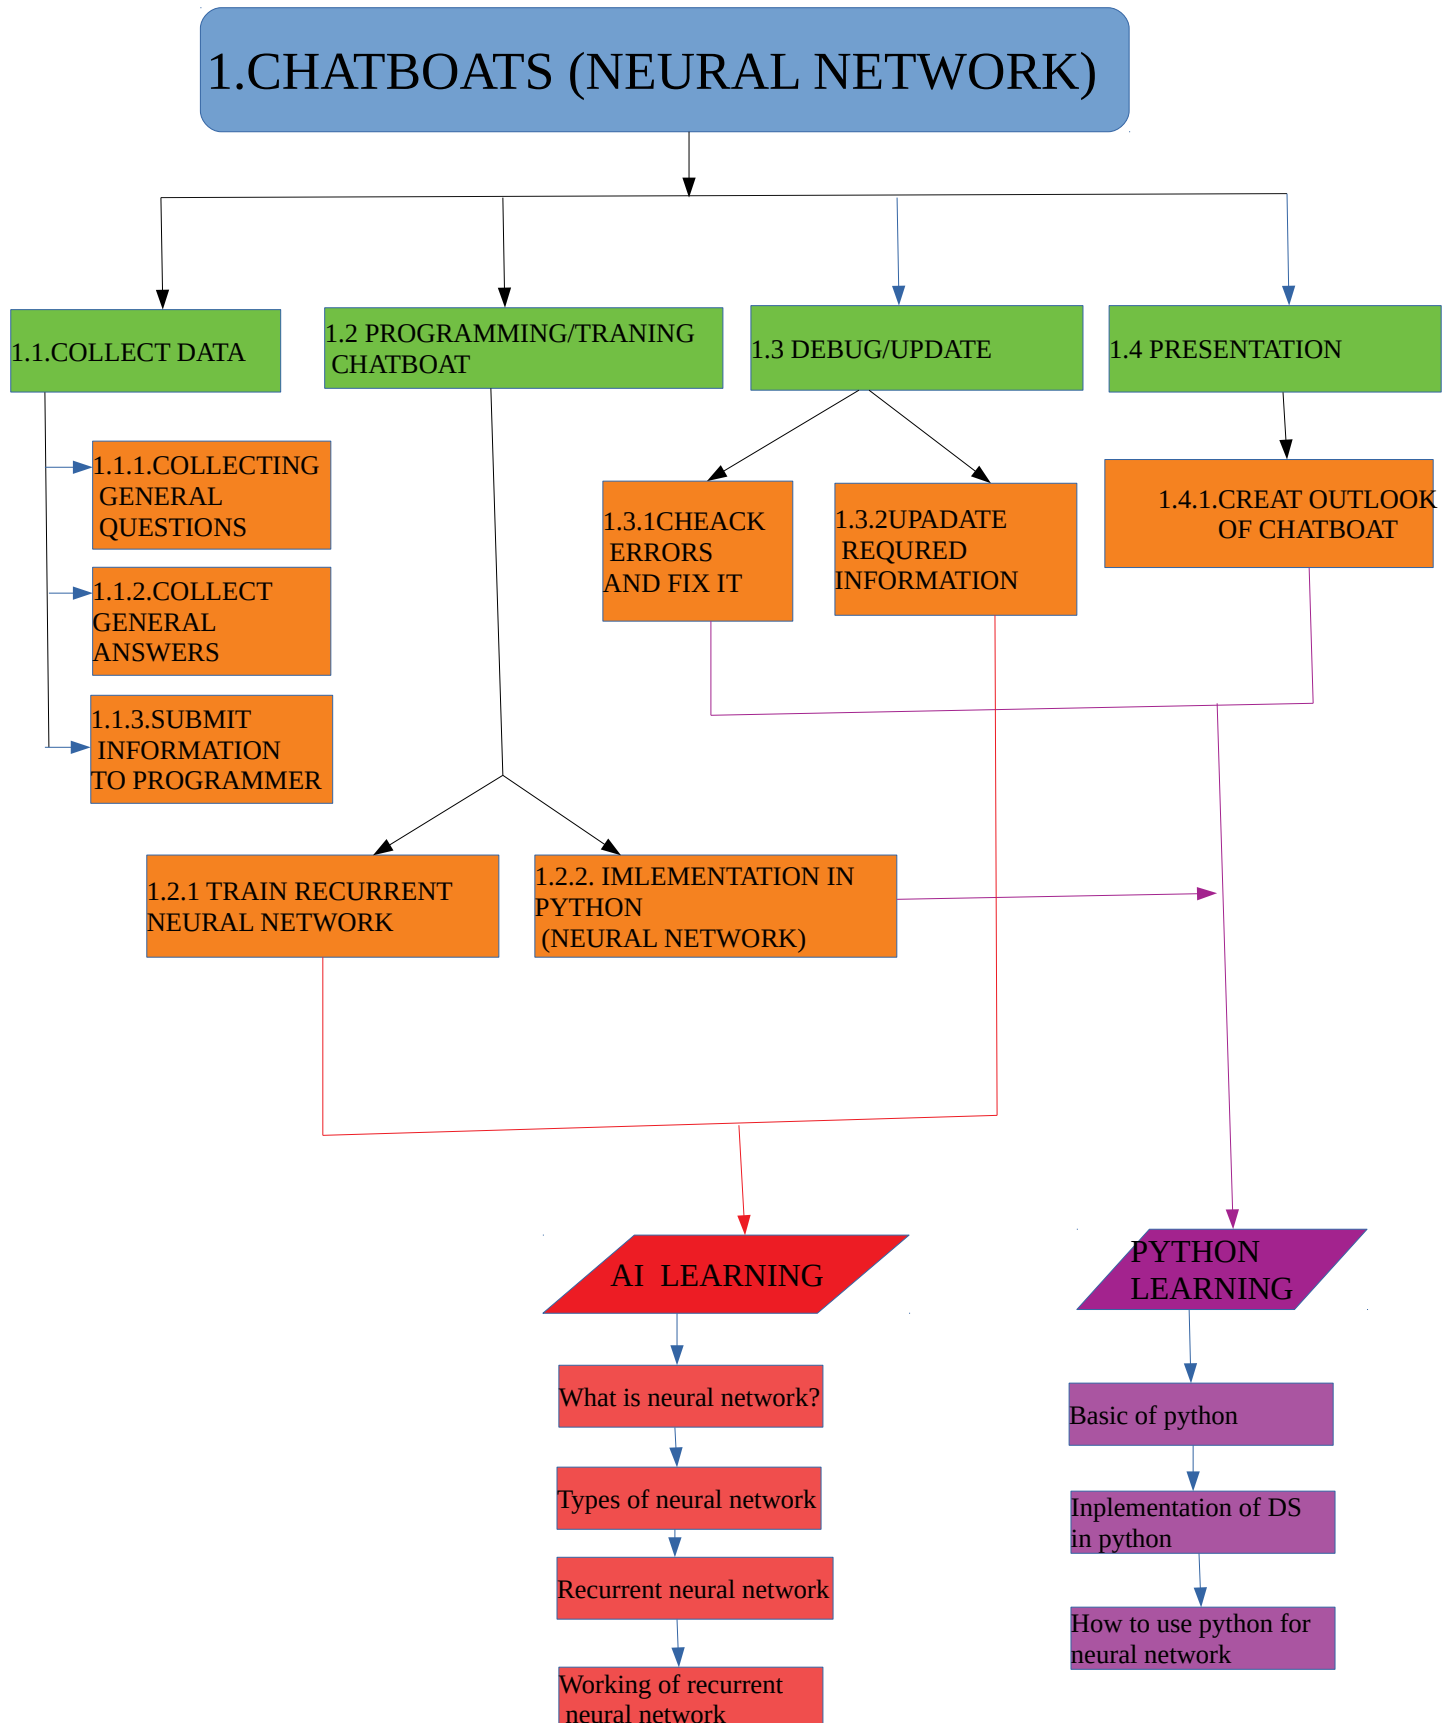 1.CHATBOATS (NEURAL NETWORK)
1.1.COLLECT DATA
1.2 PROGRAMMING/TRANING
CHATBOAT
1.3 DEBUG/UPDATE
1.4 PRESENTATION
1.1.1.COLLECTING
GENERAL
QUESTIONS
1.1.2.COLLECT
GENERAL
ANSWERS
1.1.3.SUBMIT
INFORMATION
TO PROGRAMMER
1.3.1CHEACK
ERRORS
AND FIX IT
1.3.2UPADATE
REQURED
INFORMATION
1.4.1.CREAT OUTLOOK
OF CHATBOAT
1.2.1 TRAIN RECURRENT
NEURAL NETWORK
1.2.2. IMLEMENTATION IN
PYTHON
(NEURAL NETWORK)
AI  LEARNING
What is neural network?
Types of neural network
Recurrent neural network
Working of recurrent
neural network
PYTHON
LEARNING
Basic of python
Inplementation of DS
in python
How to use python for
neural network